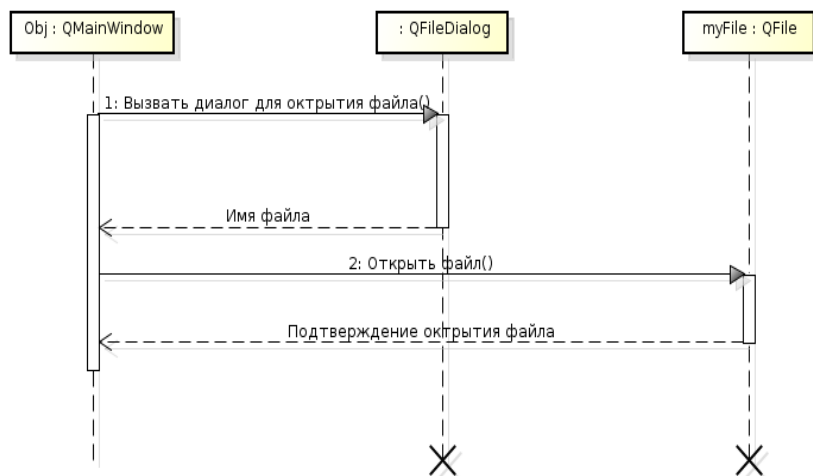 Obj : QMainWindow
: QFileDialog
myFile : QFile
1: Вызвать диалог для октрытия файла()
Имя файла
2: Открыть файл()
Подтверждение октрытия файла